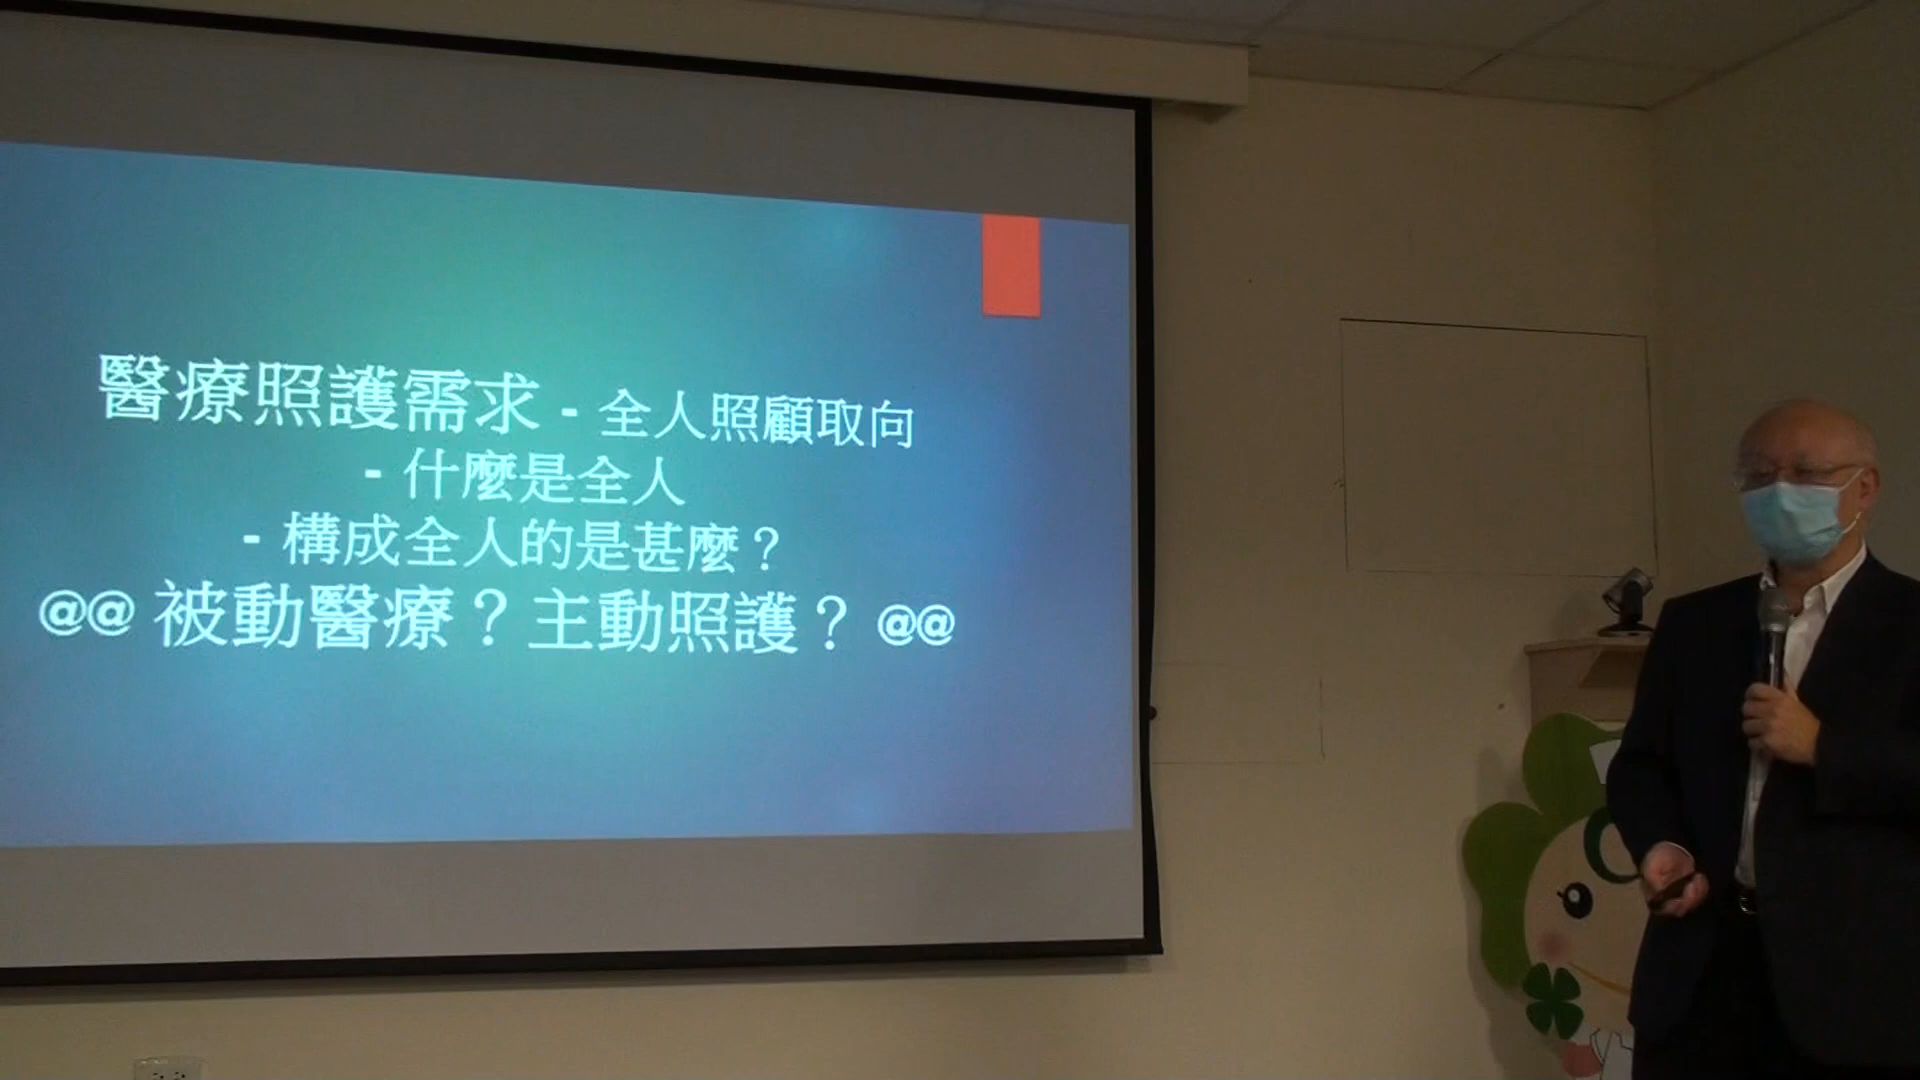 醫療照護需求 - 全人照顧取向
- 什麼是全人
- 構成全人的是甚麼？
@@ 被動醫療？主動照護？ @@